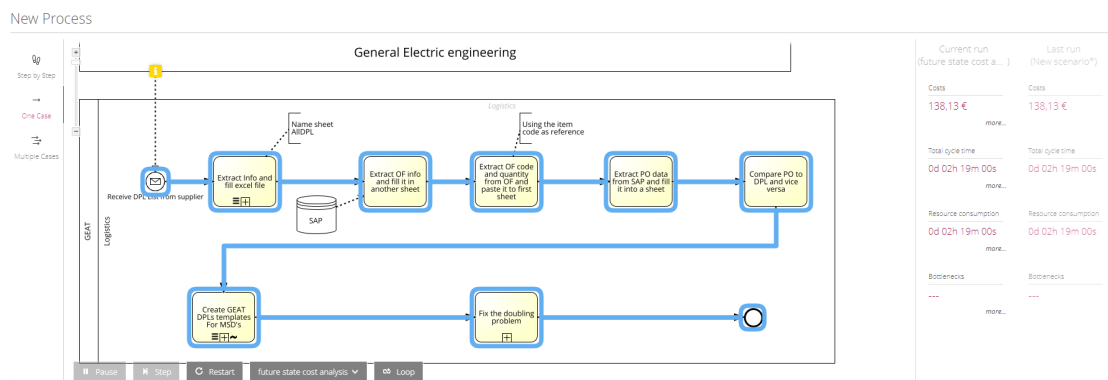 New Process
Step by Step
One Case
Multiple Cases
General Electric engineering
Logistics
GEAT
Logistics
Receive DPL List from supplier
Name sheet
AllDPL
Extract Info and
fill excel file
SAP
Extract OF info
and fill it in
another sheet
Using the item
code as reference
Extract OF code
and quantity
from OF and
paste it to first
sheet
Extract PO data
from SAP and fill
it into a sheet
Compare PO to
DPL and vice
versa
Create GEAT
DPLs templates
For MSD's
Fix the doubling
problem
Pause
Step
Restart
future state cost analysis
Loop
Current run
(future state cost a... )
Last run
(New scenario*)
Costs
Costs
138,13 €
138,13 €
more...
Total cycle time
Total cycle time
0d 02h 19m 00s
0d 02h 19m 00s
more...
Resource consumption
Resource consumption
0d 02h 19m 00s
0d 02h 19m 00s
more...
Bottlenecks
Bottlenecks
---
---
more...